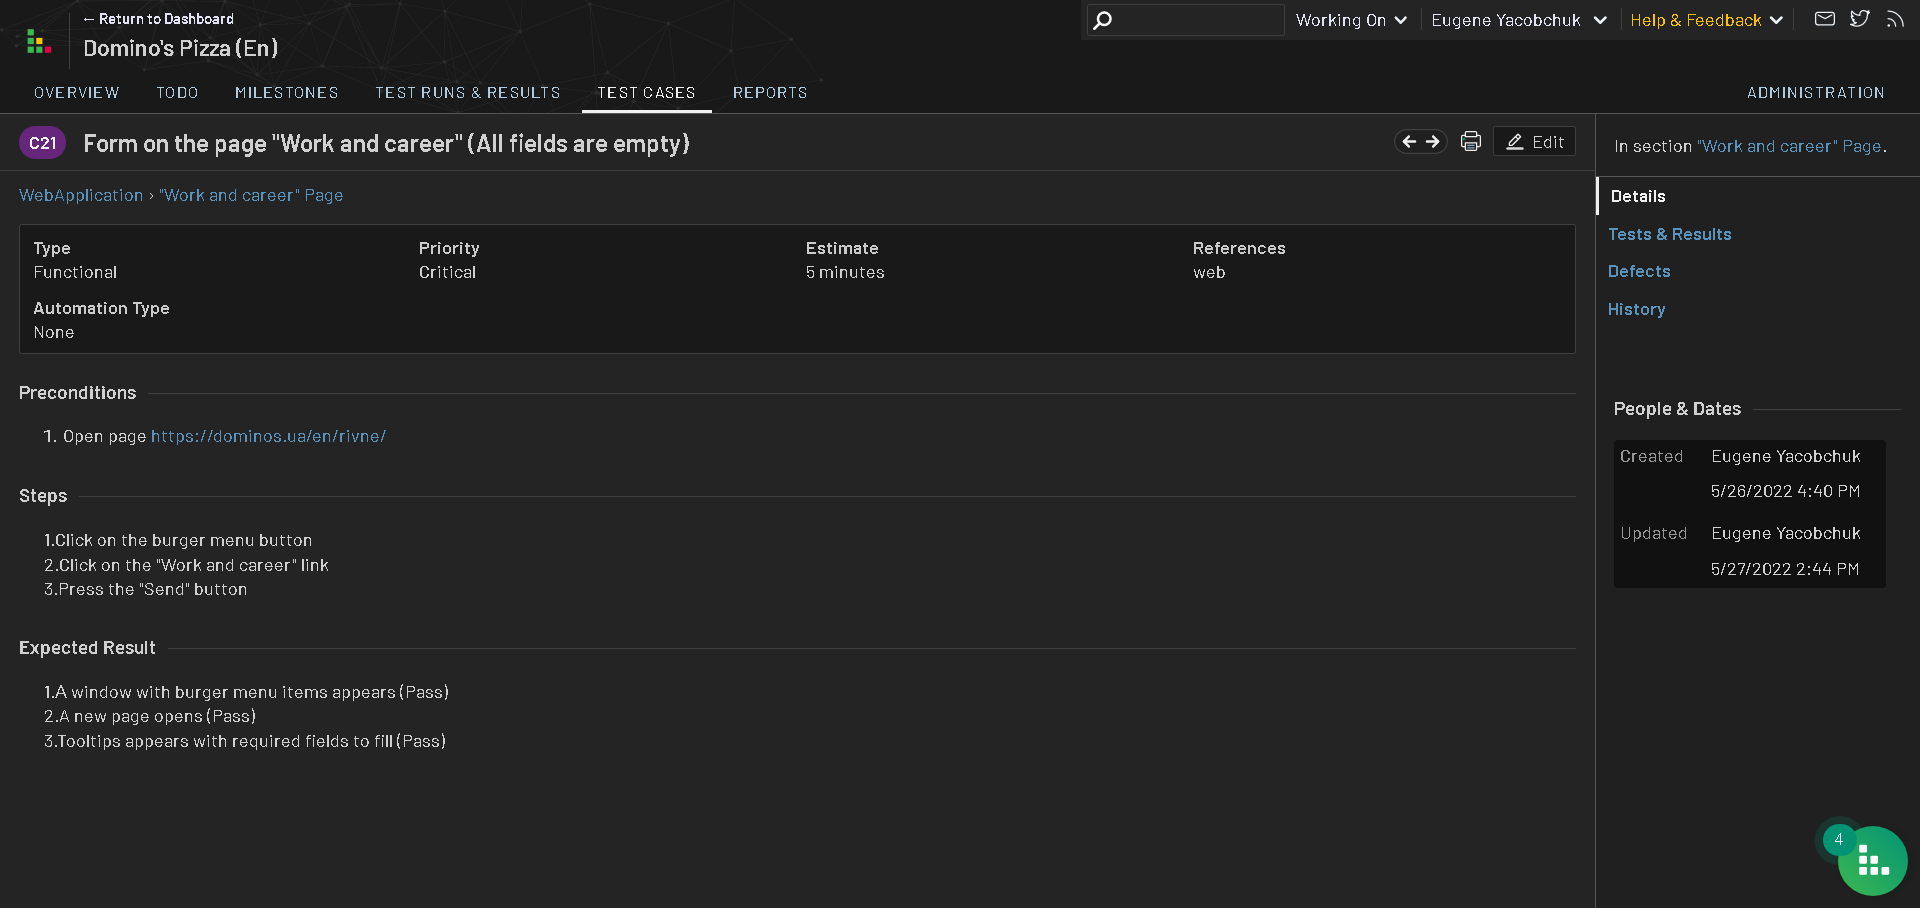 ← Return to Dashboard
Domino's Pizza (En)
Working On
Eugene Yacobchuk
Help & Feedback
OVERVIEW TODO MILESTONES TEST RUNS & RESULTS TEST CASES REPORTS ADMINISTRATION
C21 Form on the page "Work and career" (All fields are empty)
Edit
WebApplication › "Work and career" Page
Type Priority Estimate References
Functional Critical 5 minutes web
Automation Type
None
Preconditions
1. Open page https://dominos.ua/en/rivne/
Steps
1.Click on the burger menu button
2.Click on the "Work and career" link
3.Press the "Send" button
Expected Result
1.A window with burger menu items appears (Pass)
2.A new page opens (Pass)
3.Tooltips appears with required fields to fill (Pass)
In section "Work and career" Page.
Details
Tests & Results
Defects
History
People & Dates
Created Eugene Yacobchuk
5/26/2022 4:40 PM
Updated Eugene Yacobchuk
5/27/2022 2:44 PM
4